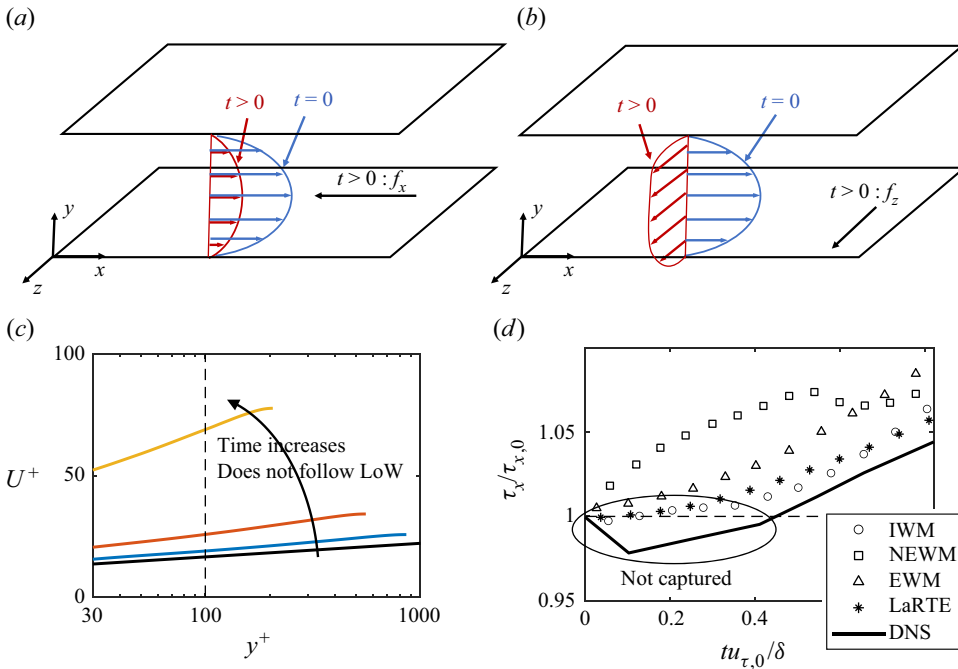 (a)
t > 0
t = 0
t > 0 : f_x
y
x
z
(b)
t > 0
t = 0
t > 0 : f_z
y
x
z
(c)
100
50
0
U^+
Time increases
Does not follow LoW
30
100
1000
y^+
(d)
τ_x/τ_{x,0}
1.05
1
0.95
Not captured
IWM
NEWM
EWM
LaRTE
DNS
0
0.2
0.4
tu_{τ,0}/δ